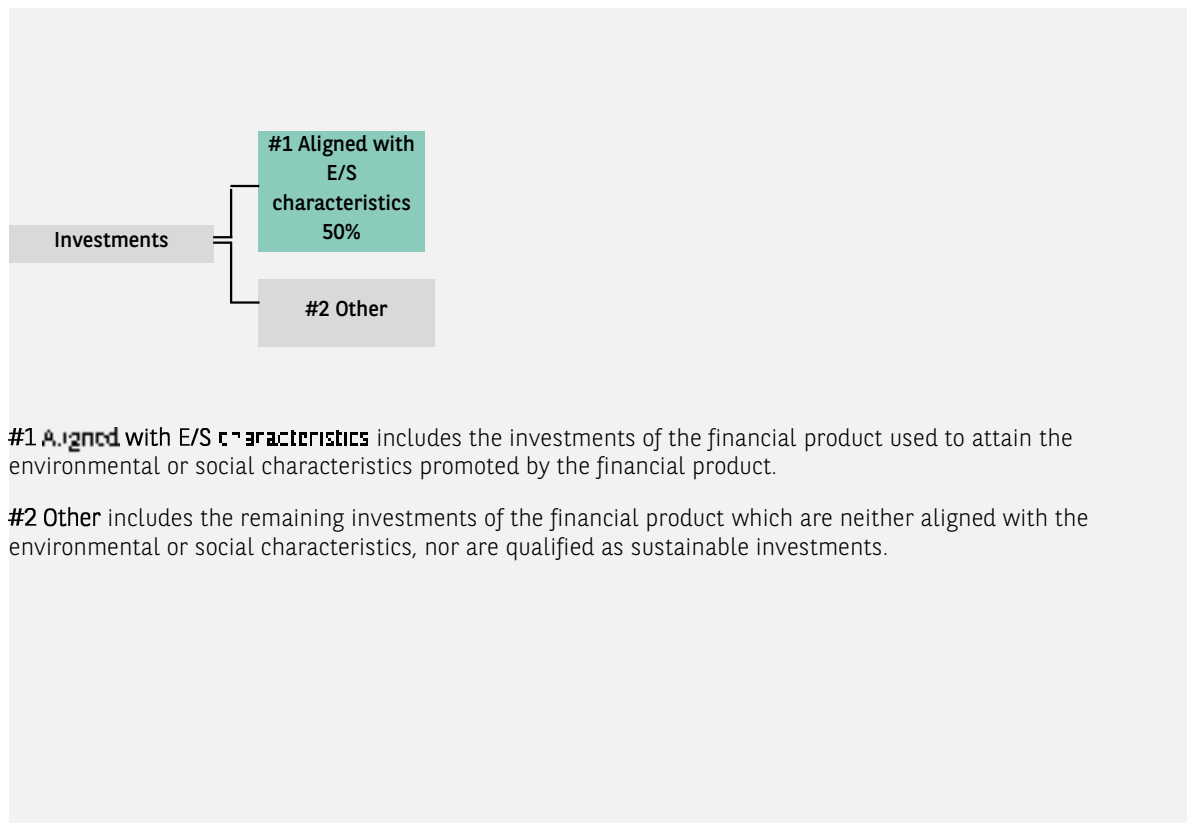 #1 Aligned with
E/S
characteristics
50%
Investments
#2 Other
#1 Aligned with E/S characteristics includes the investments of the financial product used to attain the
environmental or social characteristics promoted by the financial product.
#2 Other includes the remaining investments of the financial product which are neither aligned with the
environmental or social characteristics, nor are qualified as sustainable investments.